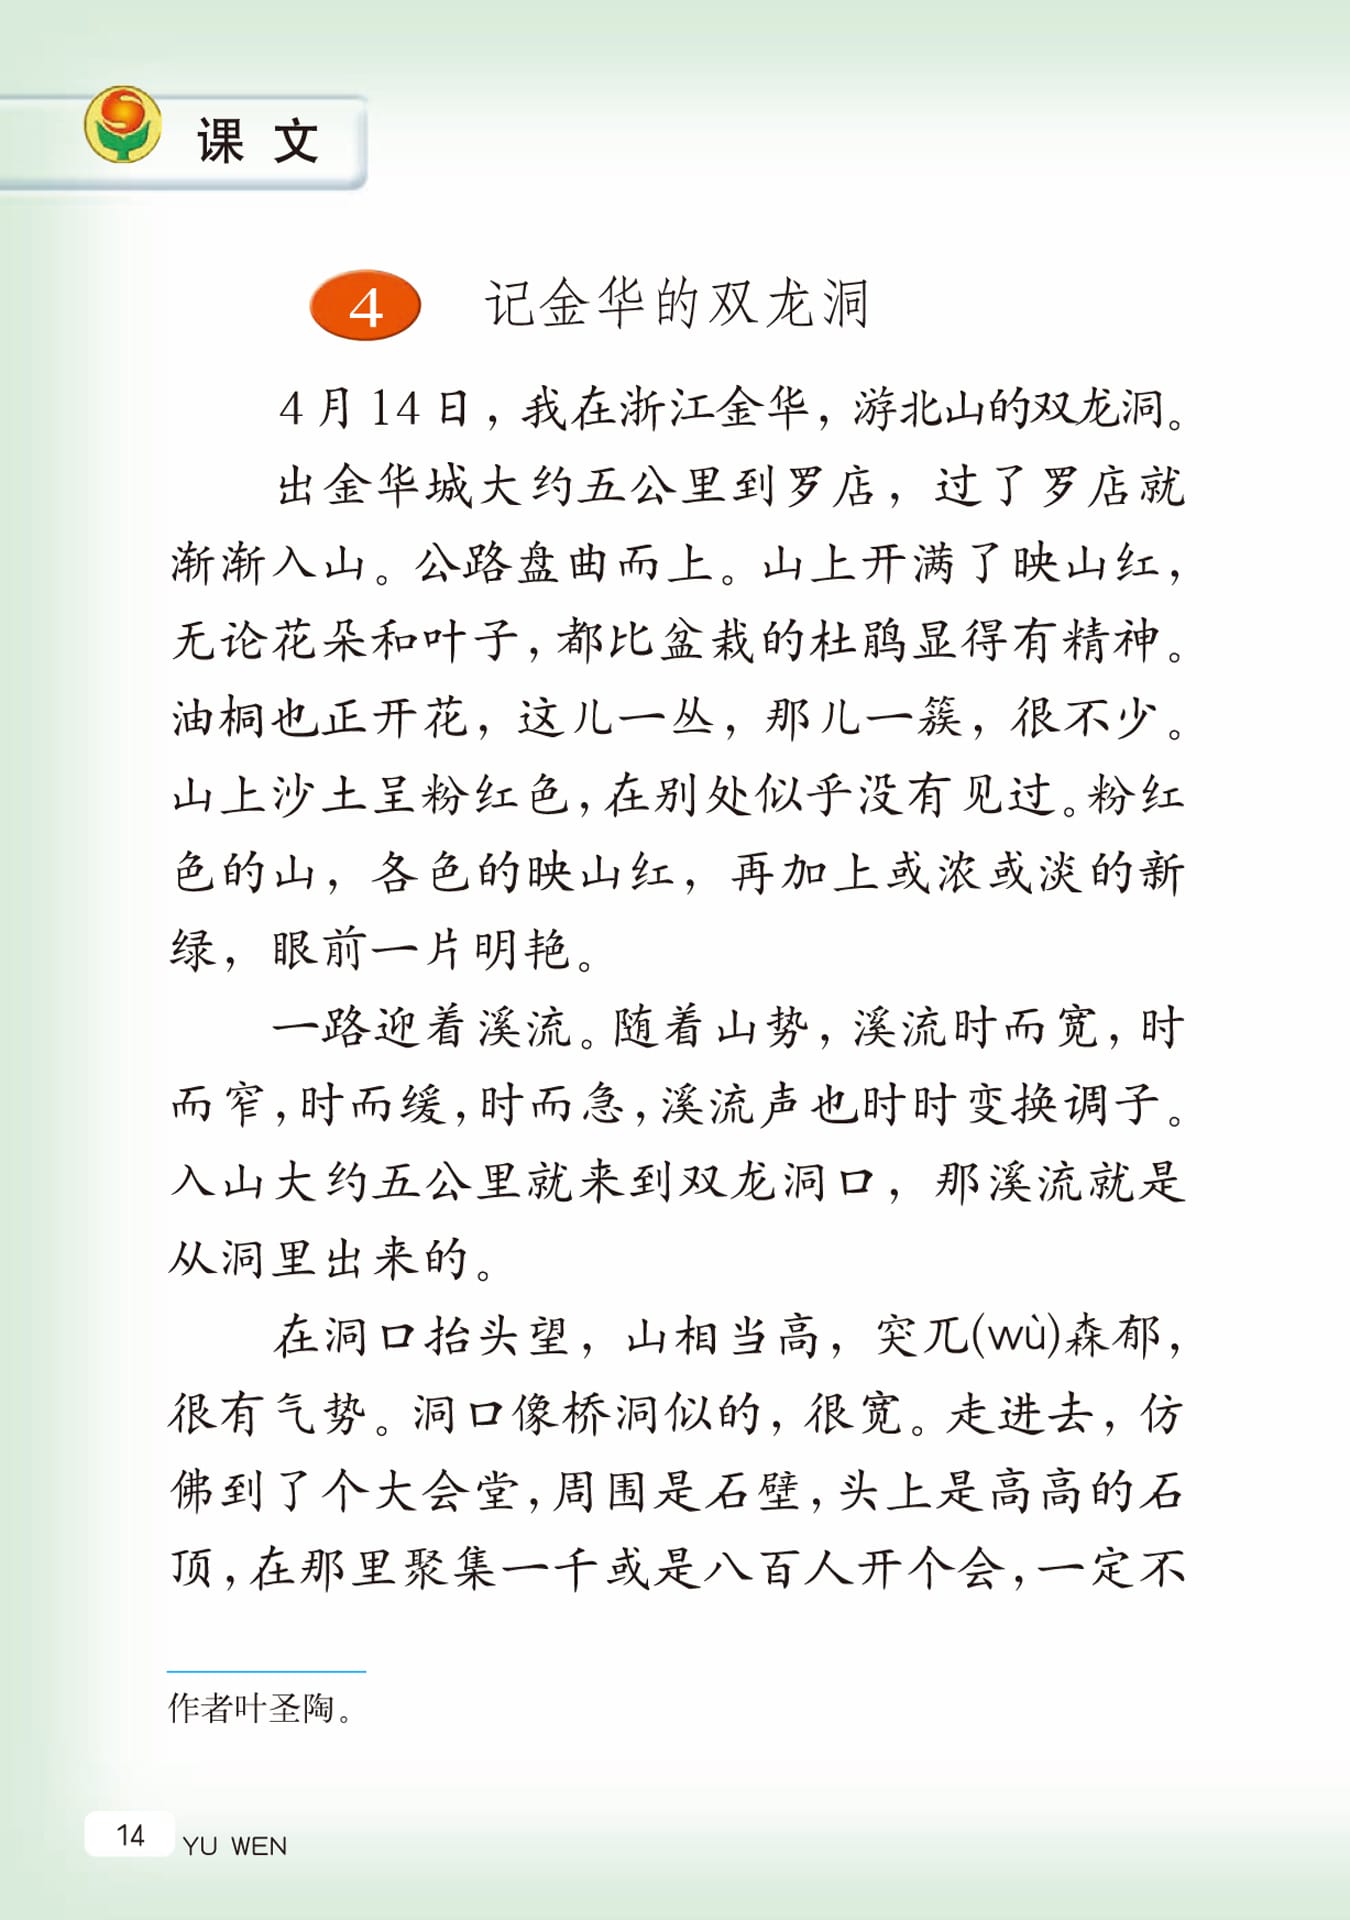 课文
4 记金华的双龙洞
4月14日，我在浙江金华，游北山的双龙洞。
出金华城大约五公里到罗店，过了罗店就
渐渐入山。公路盘曲而上。山上开满了映山红，
无论花朵和叶子，都比盆栽的杜鹃显得有精神。
油桐也正开花，这儿一丛，那儿一簇，很不少。
山上沙土呈粉红色，在别处似乎没有见过。粉红
色的山，各色的映山红，再加上或浓或淡的新
绿，眼前一片明艳。
一路迎着溪流。随着山势，溪流时而宽，时
而窄，时而缓，时而急，溪流声也时时变换调子。
入山大约五公里就来到双龙洞口，那溪流就是
从洞里出来的。
在洞口抬头望，山相当高，突兀(wù)森郁，
很有气势。洞口像桥洞似的，很宽。走进去，仿
佛到了个大会堂，周围是石壁，头上是高高的石
顶，在那里聚集一千或是八百人开个会，一定不
作者叶圣陶。
14 YU WEN